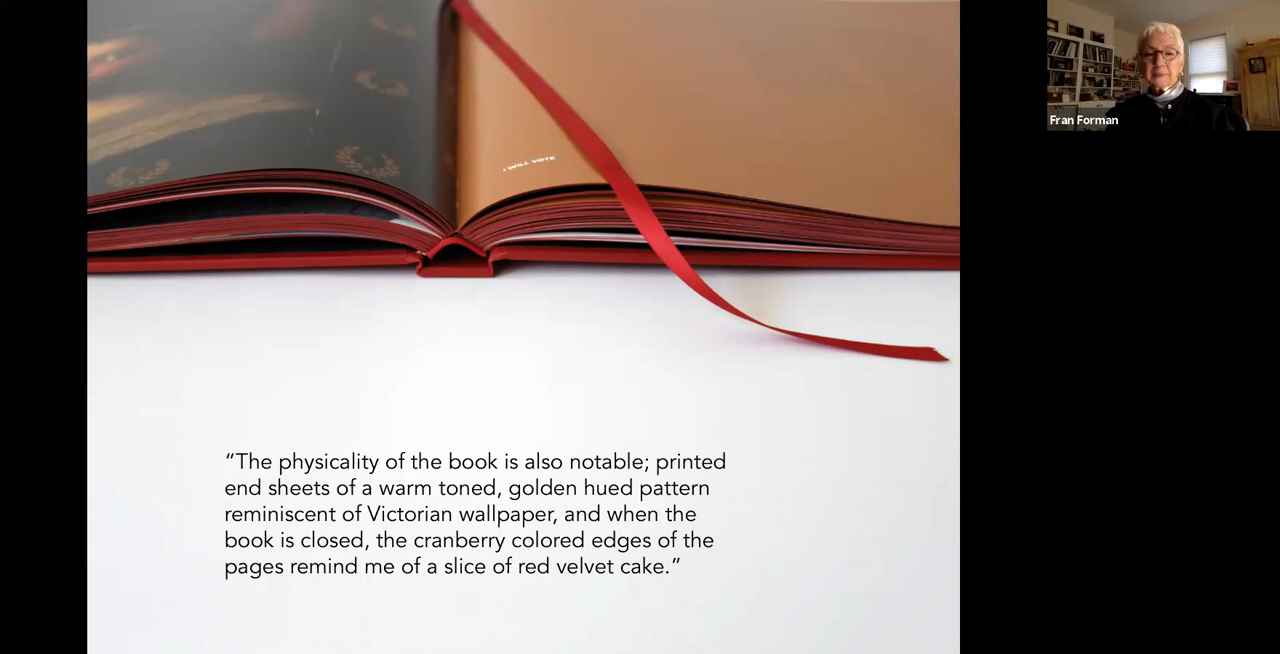 I WILL VOTE
Fran Forman
“The physicality of the book is also notable; printed
end sheets of a warm toned, golden hued pattern
reminiscent of Victorian wallpaper, and when the
book is closed, the cranberry colored edges of the
pages remind me of a slice of red velvet cake.”